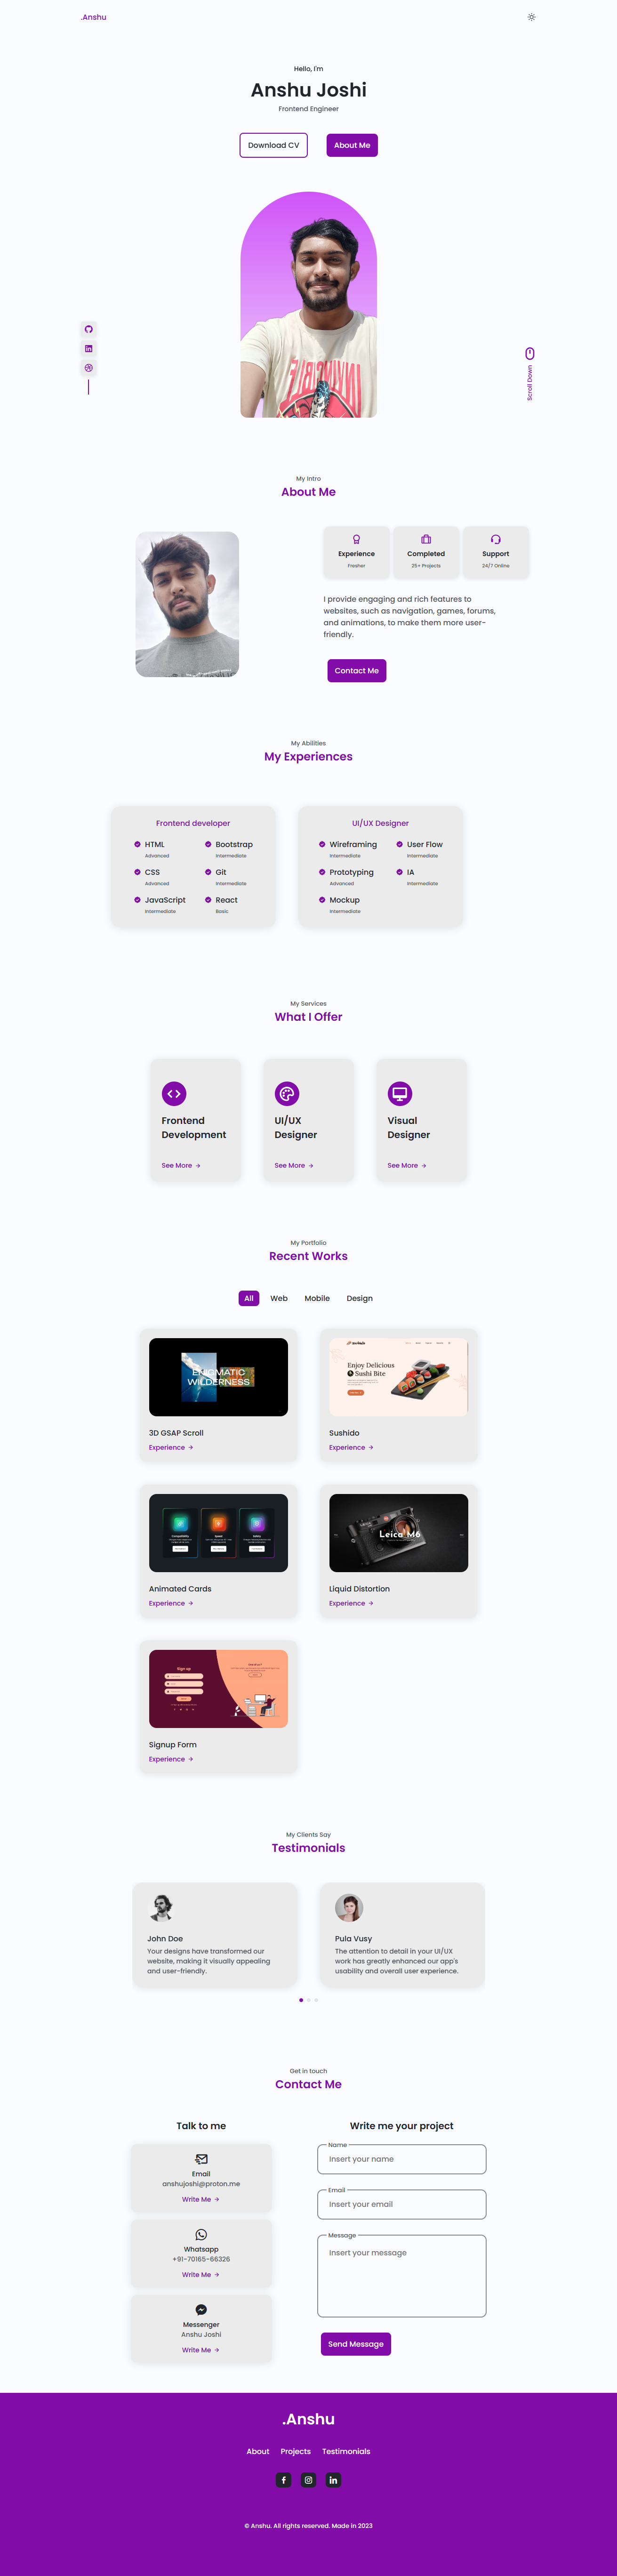 .Anshu
Hello, I'm
Anshu Joshi
Frontend Engineer
Download CV
About Me
Scroll Down
My Intro
About Me
Experience
Fresher
Completed
25+ Projects
Support
24/7 Online
I provide engaging and rich features to
websites, such as navigation, games, forums,
and animations, to make them more user-
friendly.
Contact Me
My Abilities
My Experiences
Frontend developer
HTML
Advanced
Bootstrap
Intermediate
CSS
Advanced
Git
Intermediate
JavaScript
Intermediate
React
Basic
UI/UX Designer
Wireframing
Intermediate
User Flow
Intermediate
Prototyping
Advanced
IA
Intermediate
Mockup
Intermediate
My Services
What I Offer
Frontend
Development
See More
UI/UX
Designer
See More
Visual
Designer
See More
My Portfolio
Recent Works
All
Web
Mobile
Design
ENIGMATIC
WILDERNESS
3D GSAP Scroll
Experience
Enjoy Delicious
Sushi Bite
Sushido
Experience
Animated Cards
Experience
Leica M6
Liquid Distortion
Experience
Sign up
Signup Form
Experience
My Clients Say
Testimonials
John Doe
Your designs have transformed our
website, making it visually appealing
and user-friendly.
Pula Vusy
The attention to detail in your UI/UX
work has greatly enhanced our app's
usability and overall user experience.
Get in touch
Contact Me
Talk to me
Email
anshujoshi@proton.me
Write Me
Whatsapp
+91-70165-66326
Write Me
Messenger
Anshu Joshi
Write Me
Write me your project
Name
Insert your name
Email
Insert your email
Message
Insert your message
Send Message
.Anshu
About
Projects
Testimonials
© Anshu. All rights reserved. Made in 2023